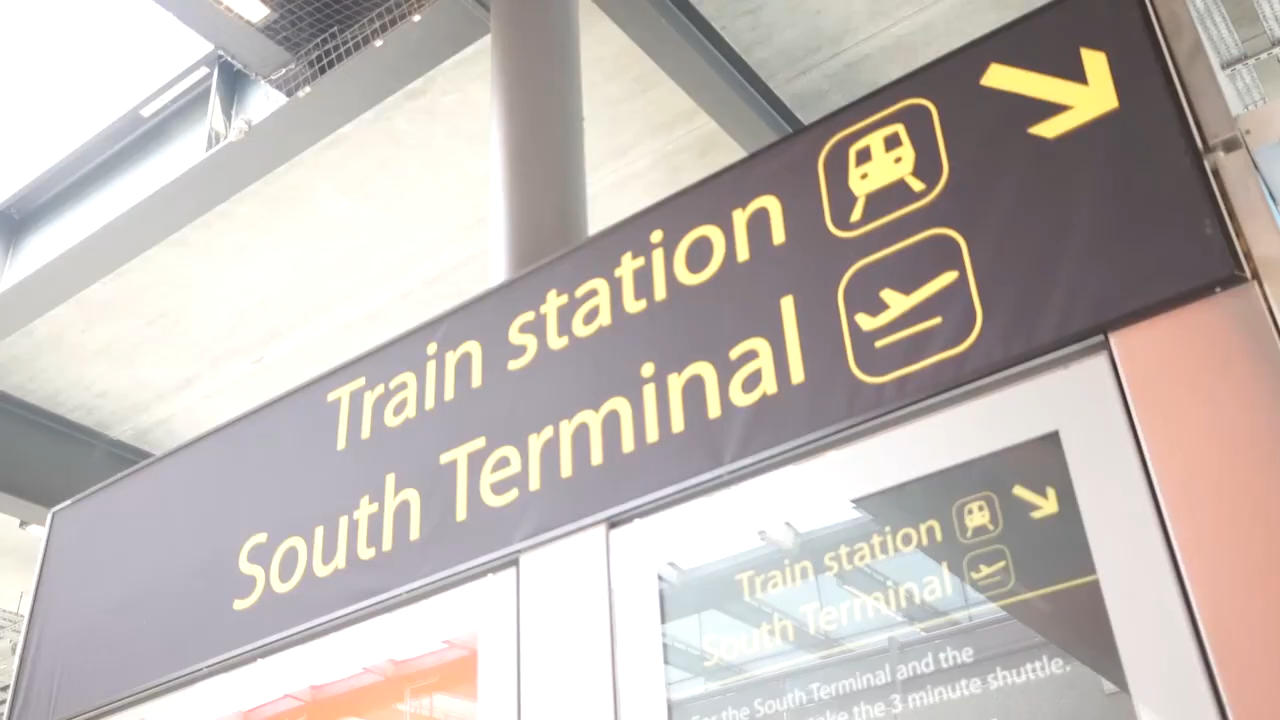 Train station
South Terminal
Train station
South Terminal
For the South Terminal and the
take the 3 minute shuttle.